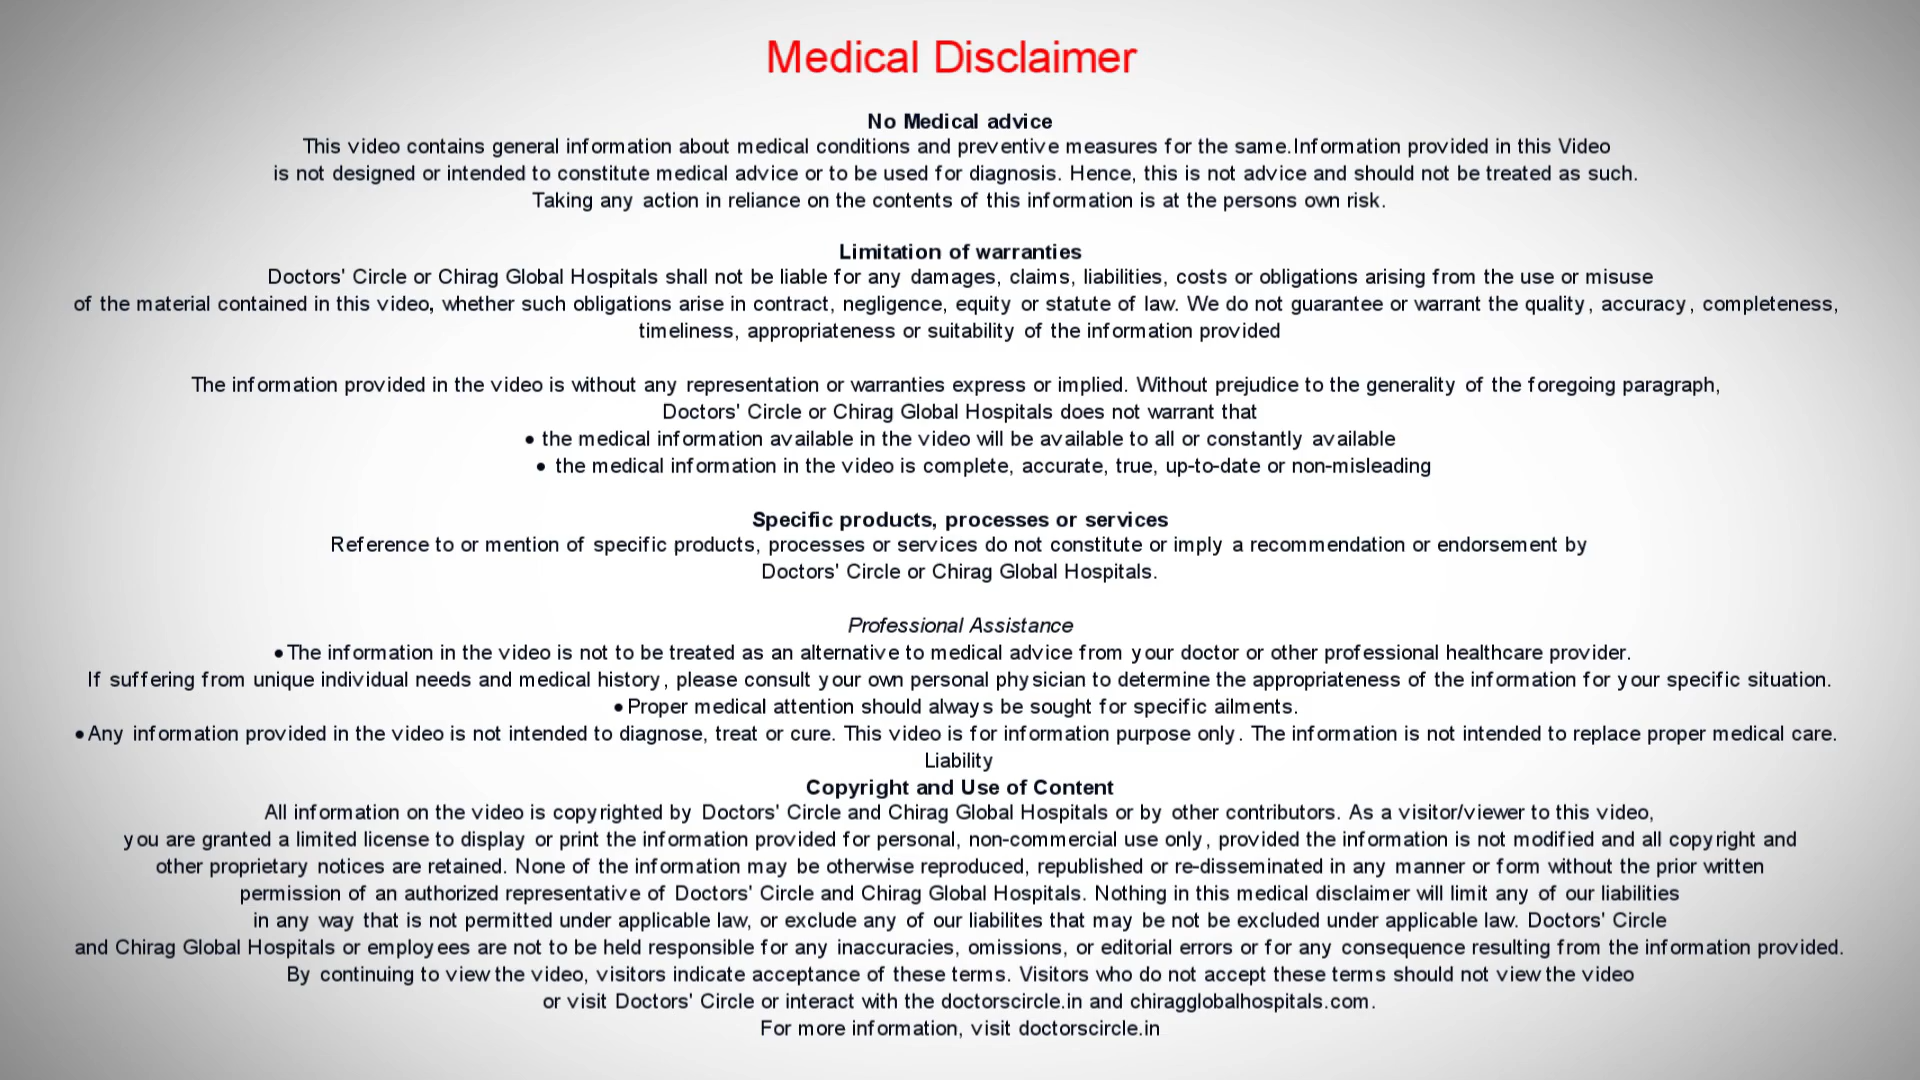 Medical Disclaimer
No Medical advice
This video contains general information about medical conditions and preventive measures for the same.Information provided in this Video
is not designed or intended to constitute medical advice or to be used for diagnosis. Hence, this is not advice and should not be treated as such.
Taking any action in reliance on the contents of this information is at the persons own risk.
Limitation of warranties
Doctors' Circle or Chirag Global Hospitals shall not be liable for any damages, claims, liabilities, costs or obligations arising from the use or misuse
of the material contained in this video, whether such obligations arise in contract, negligence, equity or statute of law. We do not guarantee or warrant the quality, accuracy, completeness,
timeliness, appropriateness or suitability of the information provided
The information provided in the video is without any representation or warranties express or implied. Without prejudice to the generality of the foregoing paragraph,
Doctors' Circle or Chirag Global Hospitals does not warrant that
• the medical information available in the video will be available to all or constantly available
• the medical information in the video is complete, accurate, true, up-to-date or non-misleading
Specific products, processes or services
Reference to or mention of specific products, processes or services do not constitute or imply a recommendation or endorsement by
Doctors' Circle or Chirag Global Hospitals.
Professional Assistance
•The information in the video is not to be treated as an alternative to medical advice from your doctor or other professional healthcare provider.
If suffering from unique individual needs and medical history, please consult your own personal physician to determine the appropriateness of the information for your specific situation.
•Proper medical attention should always be sought for specific ailments.
•Any information provided in the video is not intended to diagnose, treat or cure. This video is for information purpose only. The information is not intended to replace proper medical care.
Liability
Copyright and Use of Content
All information on the video is copyrighted by Doctors' Circle and Chirag Global Hospitals or by other contributors. As a visitor/viewer to this video,
you are granted a limited license to display or print the information provided for personal, non-commercial use only, provided the information is not modified and all copyright and
other proprietary notices are retained. None of the information may be otherwise reproduced, republished or re-disseminated in any manner or form without the prior written
permission of an authorized representative of Doctors' Circle and Chirag Global Hospitals. Nothing in this medical disclaimer will limit any of our liabilities
in any way that is not permitted under applicable law, or exclude any of our liabilites that may be not be excluded under applicable law. Doctors' Circle
and Chirag Global Hospitals or employees are not to be held responsible for any inaccuracies, omissions, or editorial errors or for any consequence resulting from the information provided.
By continuing to view the video, visitors indicate acceptance of these terms. Visitors who do not accept these terms should not view the video
or visit Doctors' Circle or interact with the doctorscircle.in and chiragglobalhospitals.com.
For more information, visit doctorscircle.in